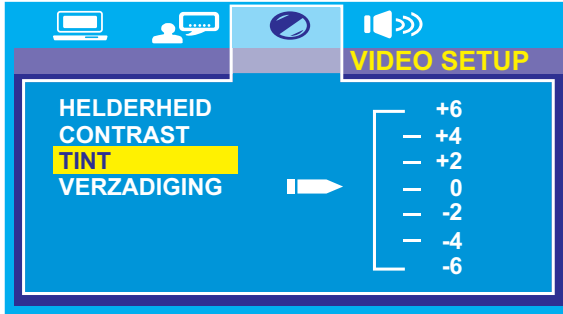 VIDEO SETUP
HELDERHEID
CONTRAST
TINT
VERZADIGING
+6
+4
+2
0
-2
-4
-6